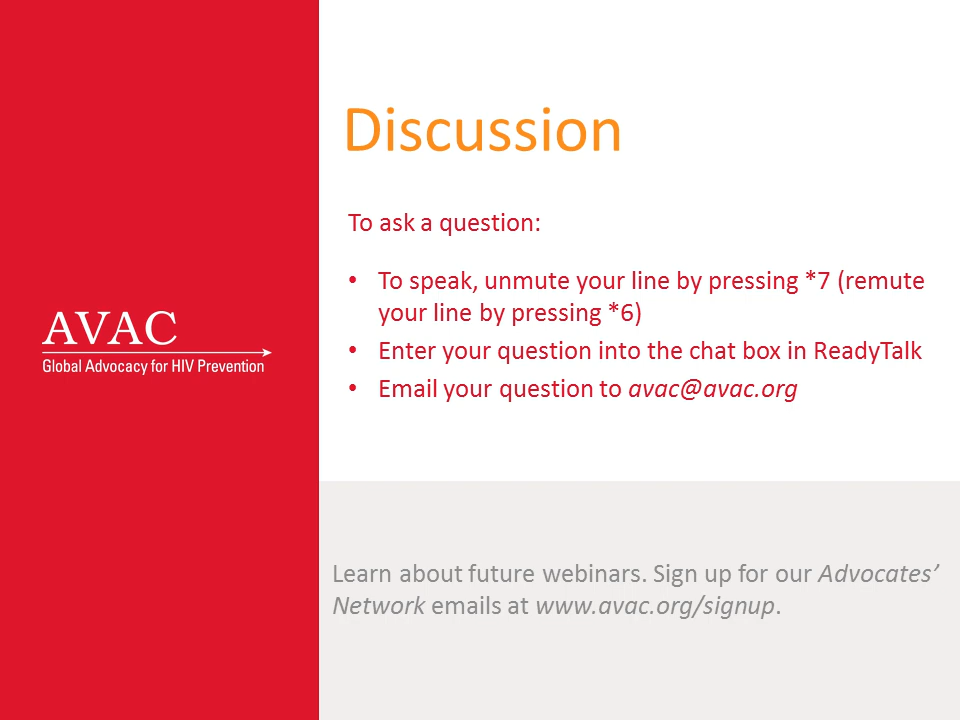 AVAC
Global Advocacy for HIV Prevention
Discussion
To ask a question:
• To speak, unmute your line by pressing *7 (remute
your line by pressing *6)
• Enter your question into the chat box in ReadyTalk
• Email your question to avac@avac.org
Learn about future webinars. Sign up for our Advocates’
Network emails at www.avac.org/signup.